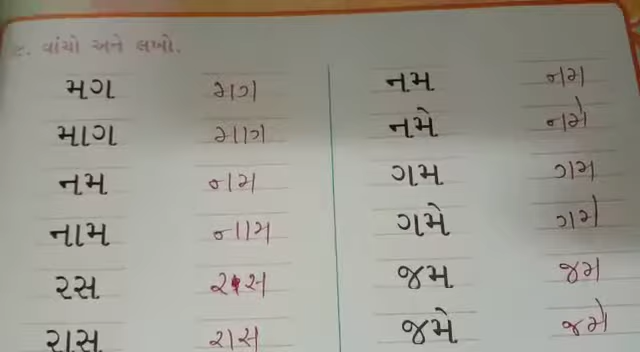 ૯. વાંચો અને લખો.
મગ મગ નમ નમ
માગ માગ નમે નમે
નમ નમ ગમ ગમ
નામ નામ ગમે ગમે
રસ રસ જમ જમ
રાસ રાસ જમે જમે